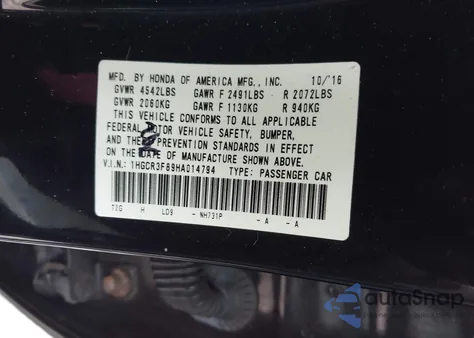 MFD. BY HONDA OF AMERICA MFG., INC. 10/16
GVWR 4542LBS GAWR F 2491LBS R 2072LBS
GVWR 2060KG GAWR F 1130KG R 940KG
THIS VEHICLE CONFORMS TO ALL APPLICABLE
FEDERAL MOTOR VEHICLE SAFETY, BUMPER,
AND THEFT PREVENTION STANDARDS IN EFFECT
ON THE DATE OF MANUFACTURE SHOWN ABOVE.
V.I.N.: 1HGCR3F89HA014794 TYPE: PASSENGER CAR
T2G H LD9 - NH731P - A - A
autoSnap